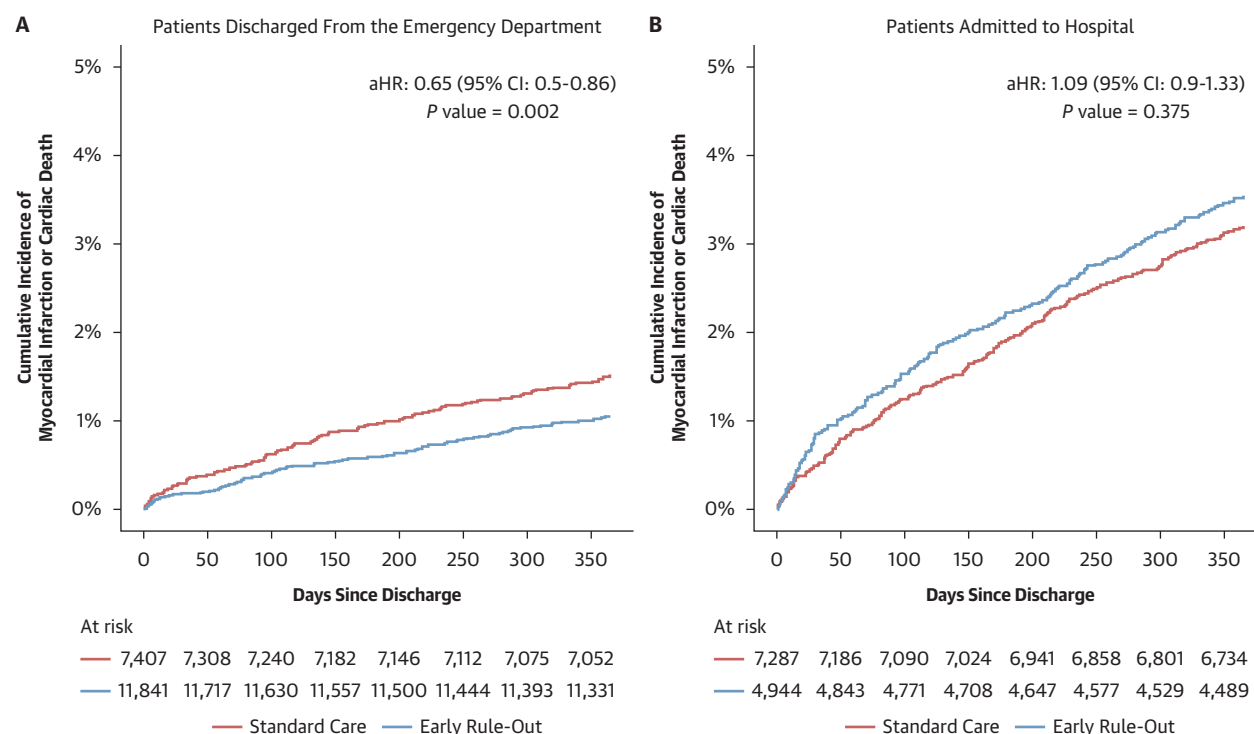 A Patients Discharged From the Emergency Department
5%
4%
3%
2%
1%
0%
Cumulative Incidence of
Myocardial Infarction or Cardiac Death
aHR: 0.65 (95% CI: 0.5-0.86)
P value = 0.002
0 50 100 150 200 250 300 350
Days Since Discharge
At risk
7,407 7,308 7,240 7,182 7,146 7,112 7,075 7,052
11,841 11,717 11,630 11,557 11,500 11,444 11,393 11,331
Standard Care Early Rule-Out
B Patients Admitted to Hospital
5%
4%
3%
2%
1%
0%
Cumulative Incidence of
Myocardial Infarction or Cardiac Death
aHR: 1.09 (95% CI: 0.9-1.33)
P value = 0.375
0 50 100 150 200 250 300 350
Days Since Discharge
At risk
7,287 7,186 7,090 7,024 6,941 6,858 6,801 6,734
4,944 4,843 4,771 4,708 4,647 4,577 4,529 4,489
Standard Care Early Rule-Out